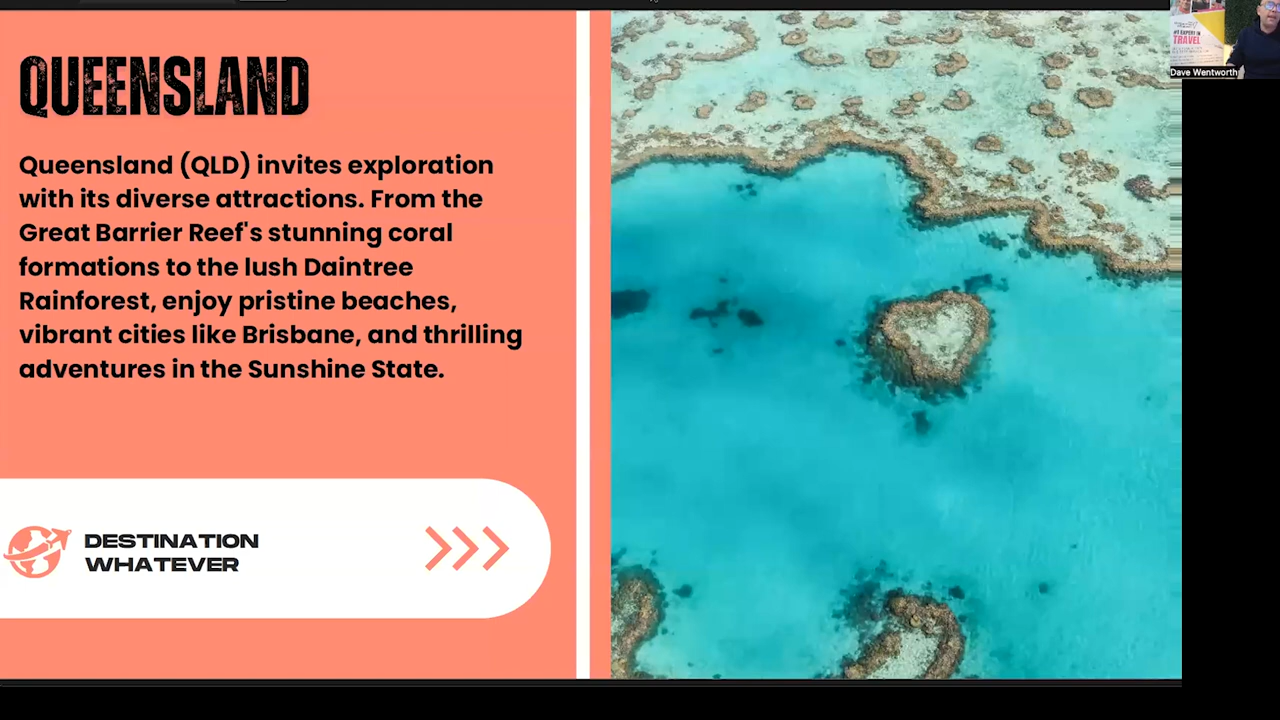 QUEENSLAND
Queensland (QLD) invites exploration
with its diverse attractions. From the
Great Barrier Reef's stunning coral
formations to the lush Daintree
Rainforest, enjoy pristine beaches,
vibrant cities like Brisbane, and thrilling
adventures in the Sunshine State.
DESTINATION
WHATEVER
TRAVEL
Dave Wentworth